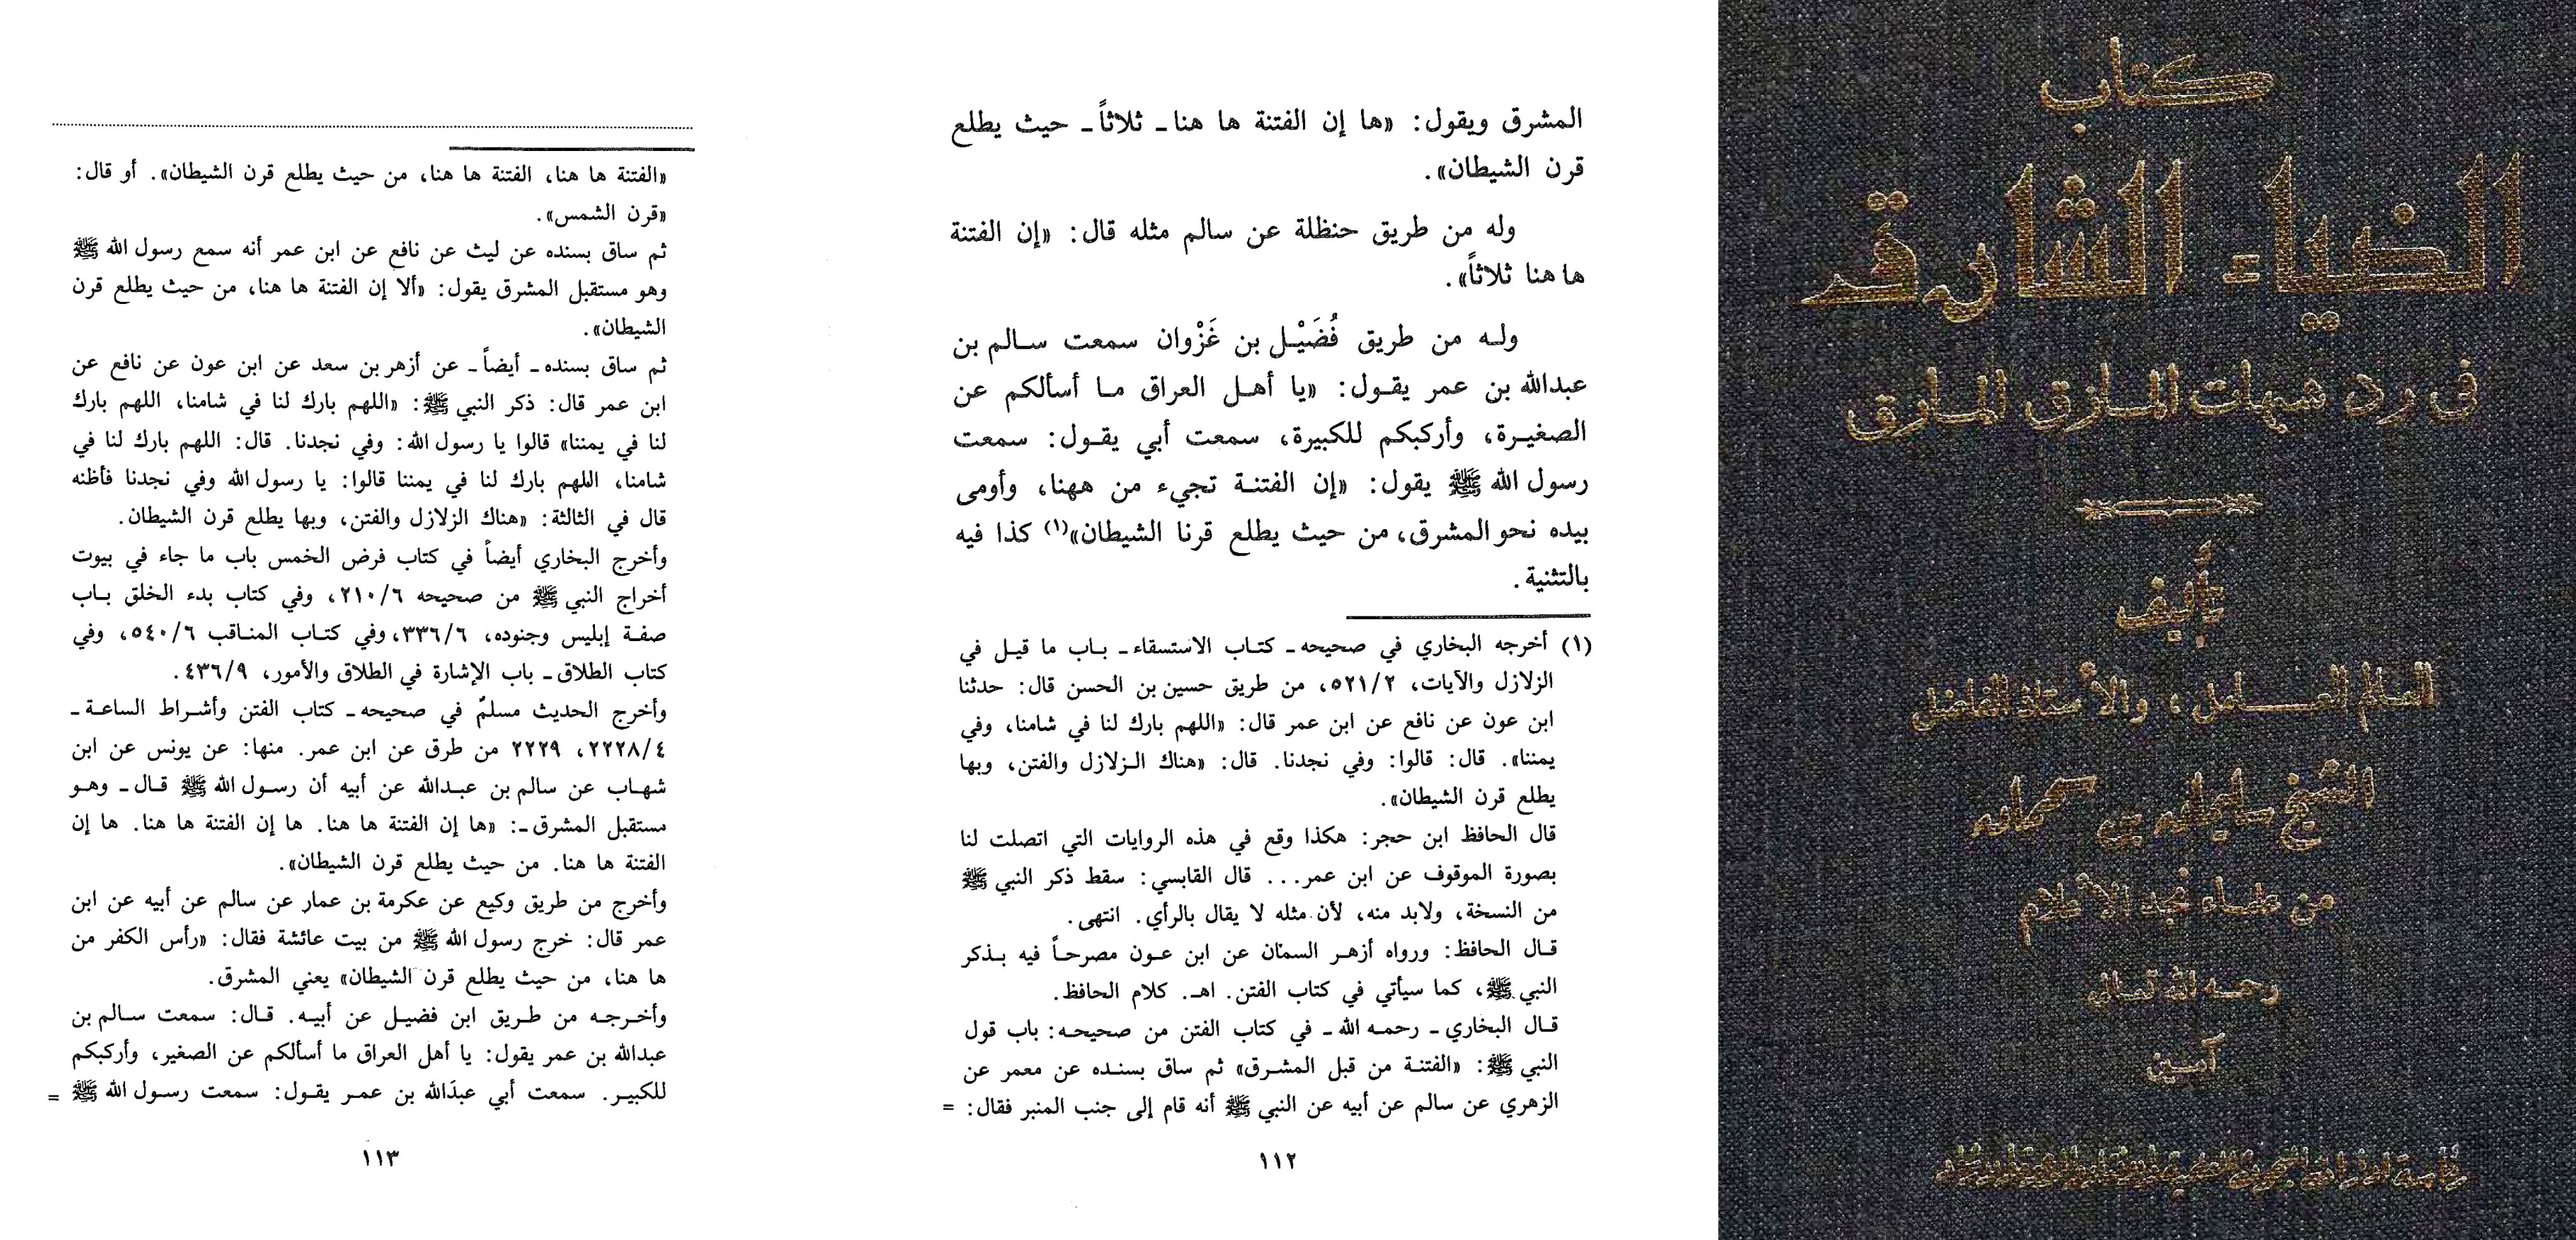 كتاب
الضياء الشارق
في رد شبهات المازق المارق
تأليف
العالم العامل، والأستاذ الفاضل
الشيخ سليمان بن سحمان
من علماء نجد الأعلام
رحمه الله تعالى
آمين
المشرق ويقول: «ها إن الفتنة ها هنا ـ ثلاثاً ـ حيث يطلع
قرن الشيطان».
وله من طريق حنظلة عن سالم مثله قال: «إن الفتنة
ها هنا ثلاثاً».
وله من طريق فُضَيْل بن غَزْوان سمعت سالم بن
عبدالله بن عمر يقول: «يا أهل العراق ما أسألكم عن
الصغيرة، وأركبكم للكبيرة، سمعت أبي يقول: سمعت
رسول الله ﷺ يقول: «إن الفتنة تجيء من ههنا، وأومى
بيده نحو المشرق، من حيث يطلع قرنا الشيطان»(١) كذا فيه
بالتثنية.
(١) أخرجه البخاري في صحيحه ـ كتاب الاستسقاء ـ باب ما قيل في
الزلازل والآيات، ٥٢١/٢، من طريق حسين بن الحسن قال: حدثنا
ابن عون عن نافع عن ابن عمر قال: «اللهم بارك لنا في شامنا، وفي
يمننا». قال: قالوا: وفي نجدنا. قال: «هناك الزلازل والفتن، وبها
يطلع قرن الشيطان».
قال الحافظ ابن حجر: هكذا وقع في هذه الروايات التي اتصلت لنا
بصورة الموقوف عن ابن عمر... قال القابسي: سقط ذكر النبي ﷺ
من النسخة، ولابد منه، لأن مثله لا يقال بالرأي. انتهى.
قال الحافظ: ورواه أزهر السمّان عن ابن عون مصرحاً فيه بذكر
النبي ﷺ، كما سيأتي في كتاب الفتن. اهـ. كلام الحافظ.
قال البخاري ـ رحمه الله ـ في كتاب الفتن من صحيحه: باب قول
النبي ﷺ: «الفتنة من قبل المشرق» ثم ساق بسنده عن معمر عن
الزهري عن سالم عن أبيه عن النبي ﷺ أنه قام إلى جنب المنبر فقال: =
١١٢
«الفتنة ها هنا، الفتنة ها هنا، من حيث يطلع قرن الشيطان». أو قال:
«قرن الشمس».
ثم ساق بسنده عن ليث عن نافع عن ابن عمر أنه سمع رسول الله ﷺ
وهو مستقبل المشرق يقول: «ألا إن الفتنة ها هنا، من حيث يطلع قرن
الشيطان».
ثم ساق بسنده ـ أيضاً ـ عن أزهر بن سعد عن ابن عون عن نافع عن
ابن عمر قال: ذكر النبي ﷺ: «اللهم بارك لنا في شامنا، اللهم بارك
لنا في يمننا» قالوا يا رسول الله: وفي نجدنا. قال: اللهم بارك لنا في
شامنا، اللهم بارك لنا في يمننا قالوا: يا رسول الله وفي نجدنا فأظنه
قال في الثالثة: «هناك الزلازل والفتن، وبها يطلع قرن الشيطان.
وأخرج البخاري أيضاً في كتاب فرض الخمس باب ما جاء في بيوت
أخراج النبي ﷺ من صحيحه ٢١٠/٦، وفي كتاب بدء الخلق باب
صفة إبليس وجنوده، ٣٣٦/٦، وفي كتاب المناقب ٥٤٠/٦، وفي
كتاب الطلاق ـ باب الإشارة في الطلاق والأمور، ٤٣٦/٩.
وأخرج الحديث مسلمٌ في صحيحه ـ كتاب الفتن وأشراط الساعة ـ
٢٢٢٨/٤، ٢٢٢٩ من طرق عن ابن عمر. منها: عن يونس عن ابن
شهاب عن سالم بن عبدالله عن أبيه أن رسول الله ﷺ قال ـ وهو
مستقبل المشرق ـ: «ها إن الفتنة ها هنا. ها إن الفتنة ها هنا. ها إن
الفتنة ها هنا. من حيث يطلع قرن الشيطان».
وأخرج من طريق وكيع عن عكرمة بن عمار عن سالم عن أبيه عن ابن
عمر قال: خرج رسول الله ﷺ من بيت عائشة فقال: «رأس الكفر من
ها هنا، من حيث يطلع قرن الشيطان» يعني المشرق.
وأخرجه من طريق ابن فضيل عن أبيه. قال: سمعت سالم بن
عبدالله بن عمر يقول: يا أهل العراق ما أسألكم عن الصغير، وأركبكم
للكبير. سمعت أبي عبدَالله بن عمر يقول: سمعت رسول الله ﷺ =
١١٣